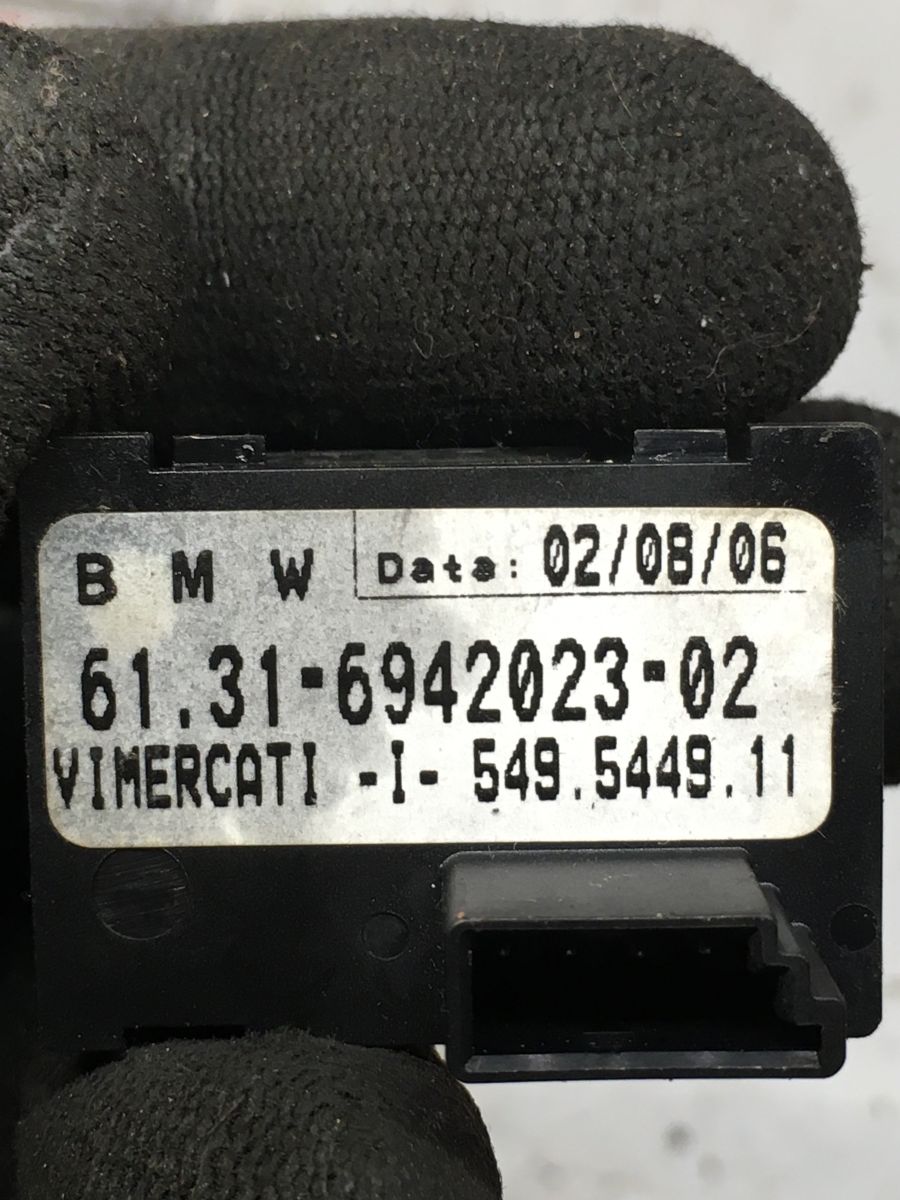 B M W Data: 02/08/06
61.31-6942023-02
VIMERCATI -I- 549.5449.11